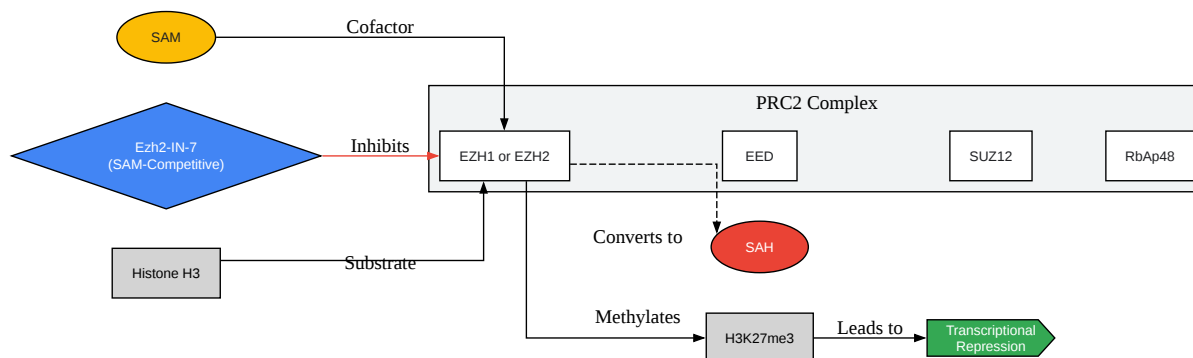 SAM
Cofactor
PRC2 Complex
Ezh2-IN-7
(SAM-Competitive)
Inhibits
EZH1 or EZH2
EED
SUZ12
RbAp48
Converts to
SAH
Histone H3
Substrate
Methylates
H3K27me3
Leads to
Transcriptional
Repression